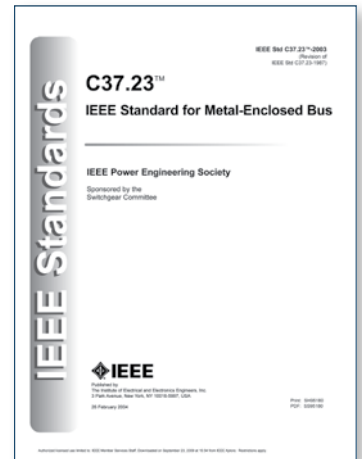 IEEE Std C37.23™-2003
(Revision of
IEEE Std C37.23-1987)
C37.23™
IEEE Standard for Metal-Enclosed Bus
IEEE Power Engineering Society
Sponsored by the
Switchgear Committee
IEEE Standards
IEEE
Published by
The Institute of Electrical and Electronics Engineers, Inc.
3 Park Avenue, New York, NY 10016-5997, USA
28 February 2004